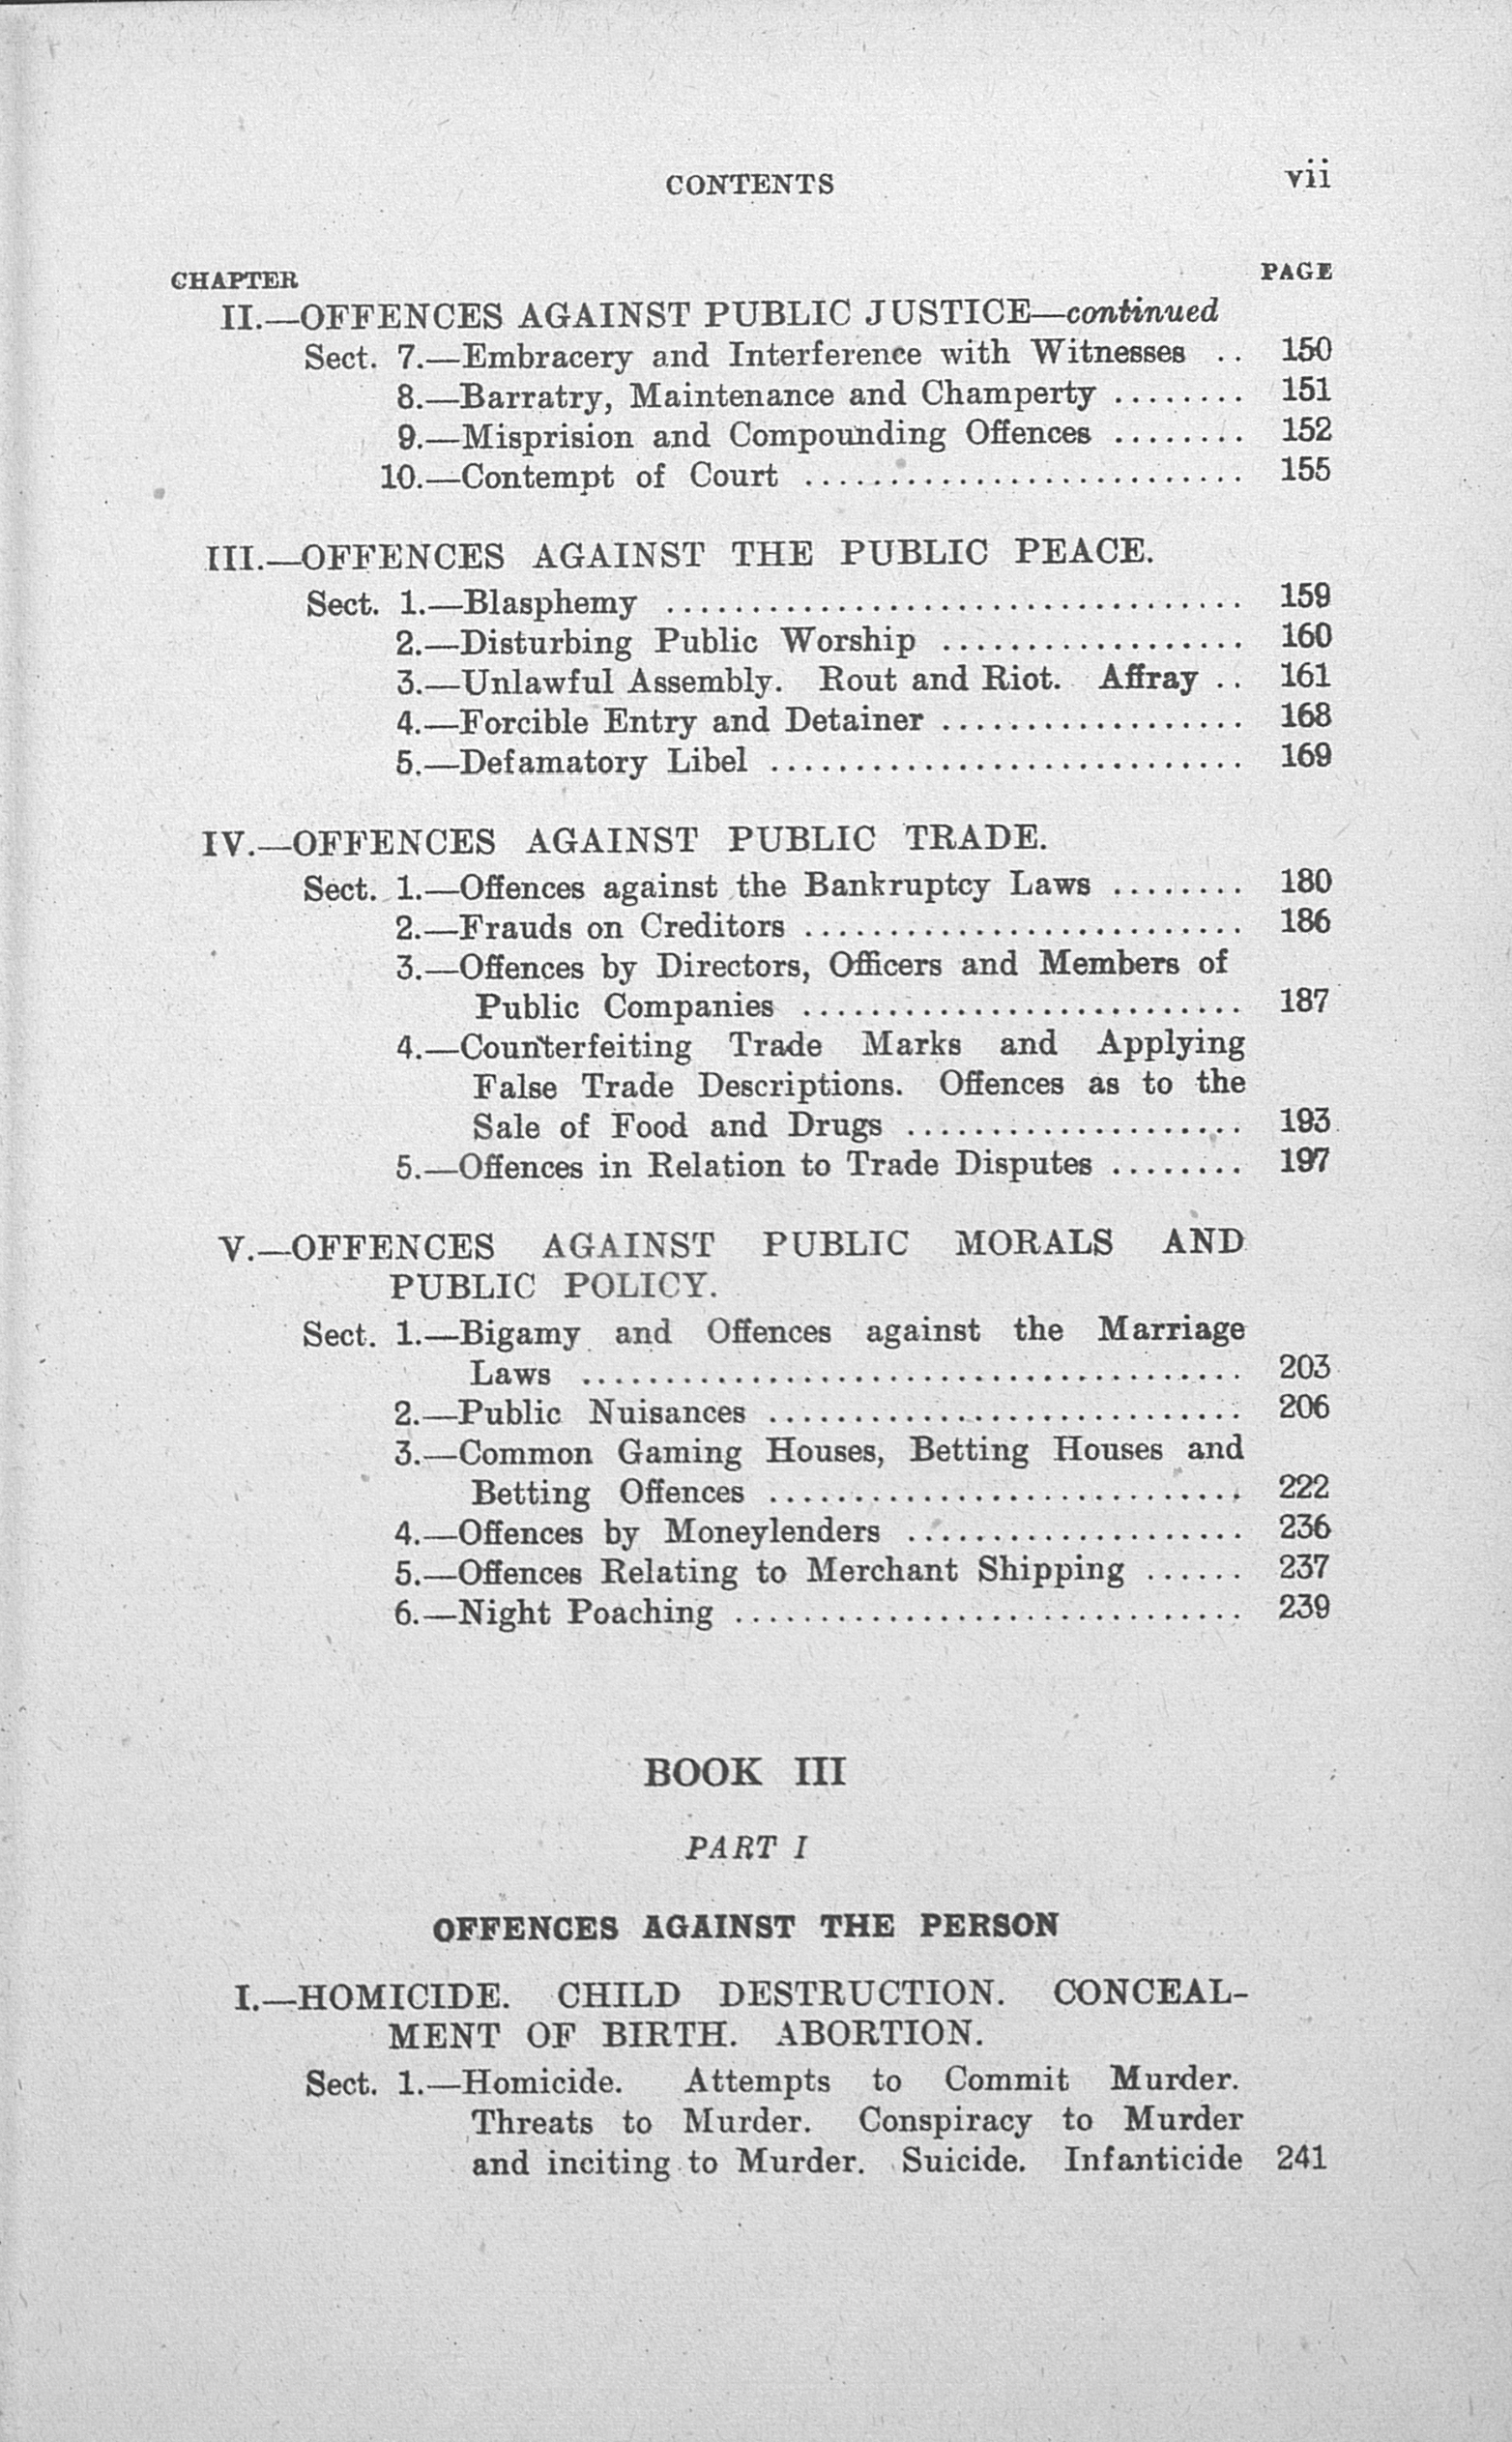 CONTENTS vii
CHAPTER PAGE
II.—OFFENCES AGAINST PUBLIC JUSTICE—continued
Sect. 7.—Embracery and Interference with Witnesses .. 150
8.—Barratry, Maintenance and Champerty ........ 151
9.—Misprision and Compounding Offences ........ 152
10.—Contempt of Court .......................... 155
III.—OFFENCES AGAINST THE PUBLIC PEACE.
Sect. 1.—Blasphemy .................................. 159
2.—Disturbing Public Worship .................. 160
3.—Unlawful Assembly. Rout and Riot. Affray .. 161
4.—Forcible Entry and Detainer .................. 168
5.—Defamatory Libel ............................ 169
IV.—OFFENCES AGAINST PUBLIC TRADE.
Sect. 1.—Offences against the Bankruptcy Laws ........ 180
2.—Frauds on Creditors .......................... 186
3.—Offences by Directors, Officers and Members of
Public Companies .......................... 187
4.—Counterfeiting Trade Marks and Applying
False Trade Descriptions. Offences as to the
Sale of Food and Drugs .................... 193
5.—Offences in Relation to Trade Disputes ........ 197
V.—OFFENCES AGAINST PUBLIC MORALS AND
PUBLIC POLICY.
Sect. 1.—Bigamy and Offences against the Marriage
Laws ....................................... 203
2.—Public Nuisances ............................ 206
3.—Common Gaming Houses, Betting Houses and
Betting Offences ............................ 222
4.—Offences by Moneylenders .................... 236
5.—Offences Relating to Merchant Shipping ...... 237
6.—Night Poaching .............................. 239
BOOK III
PART I
OFFENCES AGAINST THE PERSON
I.—HOMICIDE. CHILD DESTRUCTION. CONCEAL-
MENT OF BIRTH. ABORTION.
Sect. 1.—Homicide. Attempts to Commit Murder.
Threats to Murder. Conspiracy to Murder
and inciting to Murder. Suicide. Infanticide 241